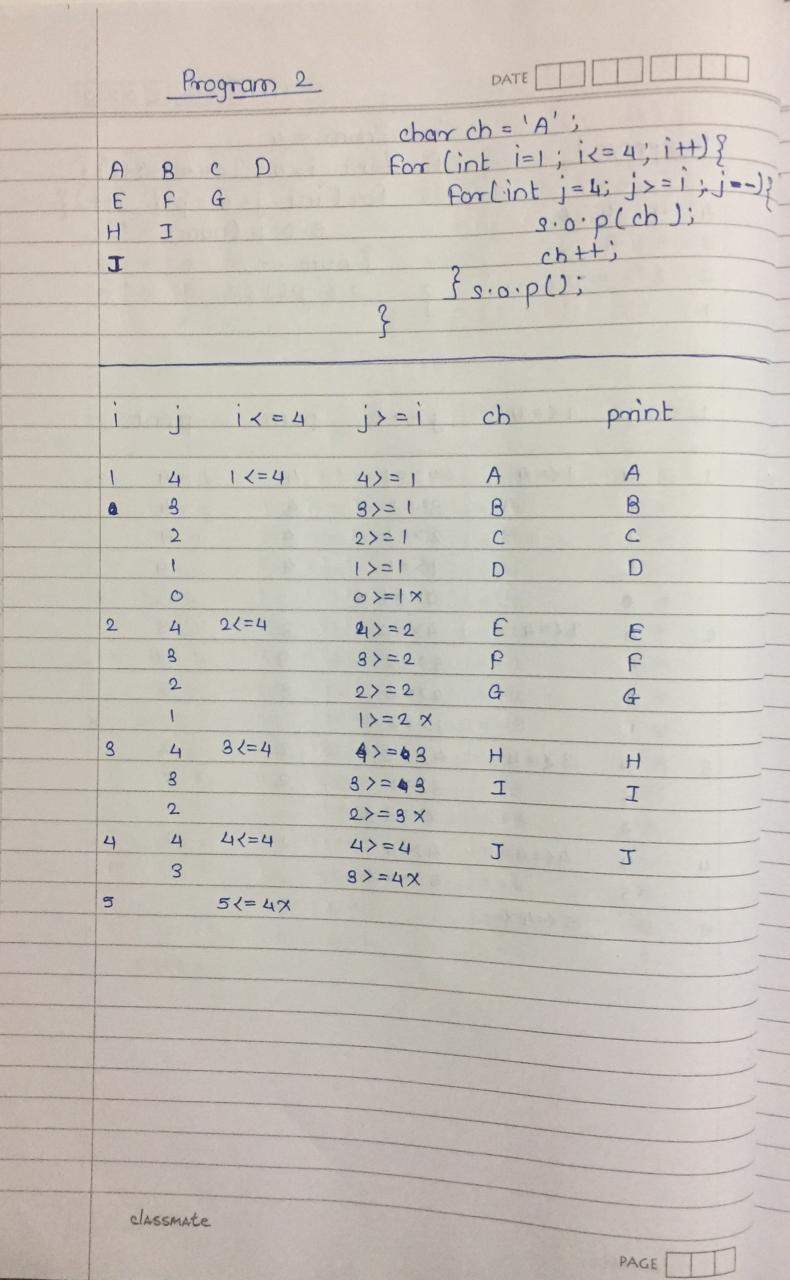 Program 2
DATE
char ch = 'A';
A B C D for (int i=1; i<=4; i++){
E F G for(int j=4; j>=i; j--){
H I s.o.p(ch);
I ch++;
} s.o.p();
}
i j i<=4 j>=i ch print
1 4 1<=4 4>=1 A A
3 3>=1 B B
2 2>=1 C C
1 1>=1 D D
0 0>=1 x
2 4 2<=4 4>=2 E E
3 3>=2 F F
2 2>=2 G G
1 1>=2 x
3 4 3<=4 4>=3 H H
3 3>=3 I I
2 2>=3 x
4 4 4<=4 4>=4 J J
3 3>=4x
5 5<=4x
classmate
PAGE